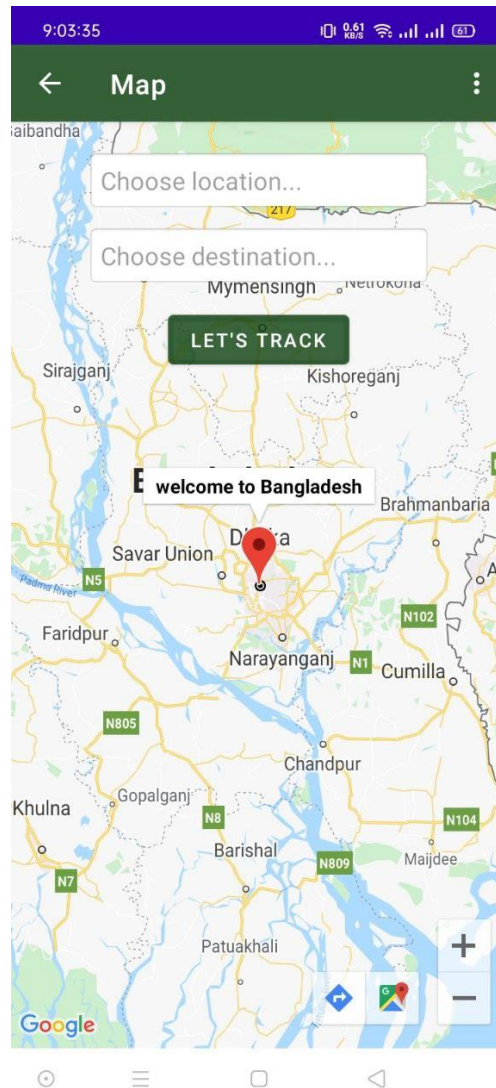 9:03:35
0.61 KB/S
61
Map
Gaibandha
Choose location...
217
Choose destination...
Mymensingh
Netrokona
LET'S TRACK
Sirajganj
Kishoreganj
welcome to Bangladesh
Brahmanbaria
Savar Union
N5
Padma River
N102
Faridpur
Narayanganj
N1
Cumilla
N805
Chandpur
Gopalganj
Khulna
N8
N104
Barishal
N809
Maijdee
N7
Patuakhali
+
−
Google